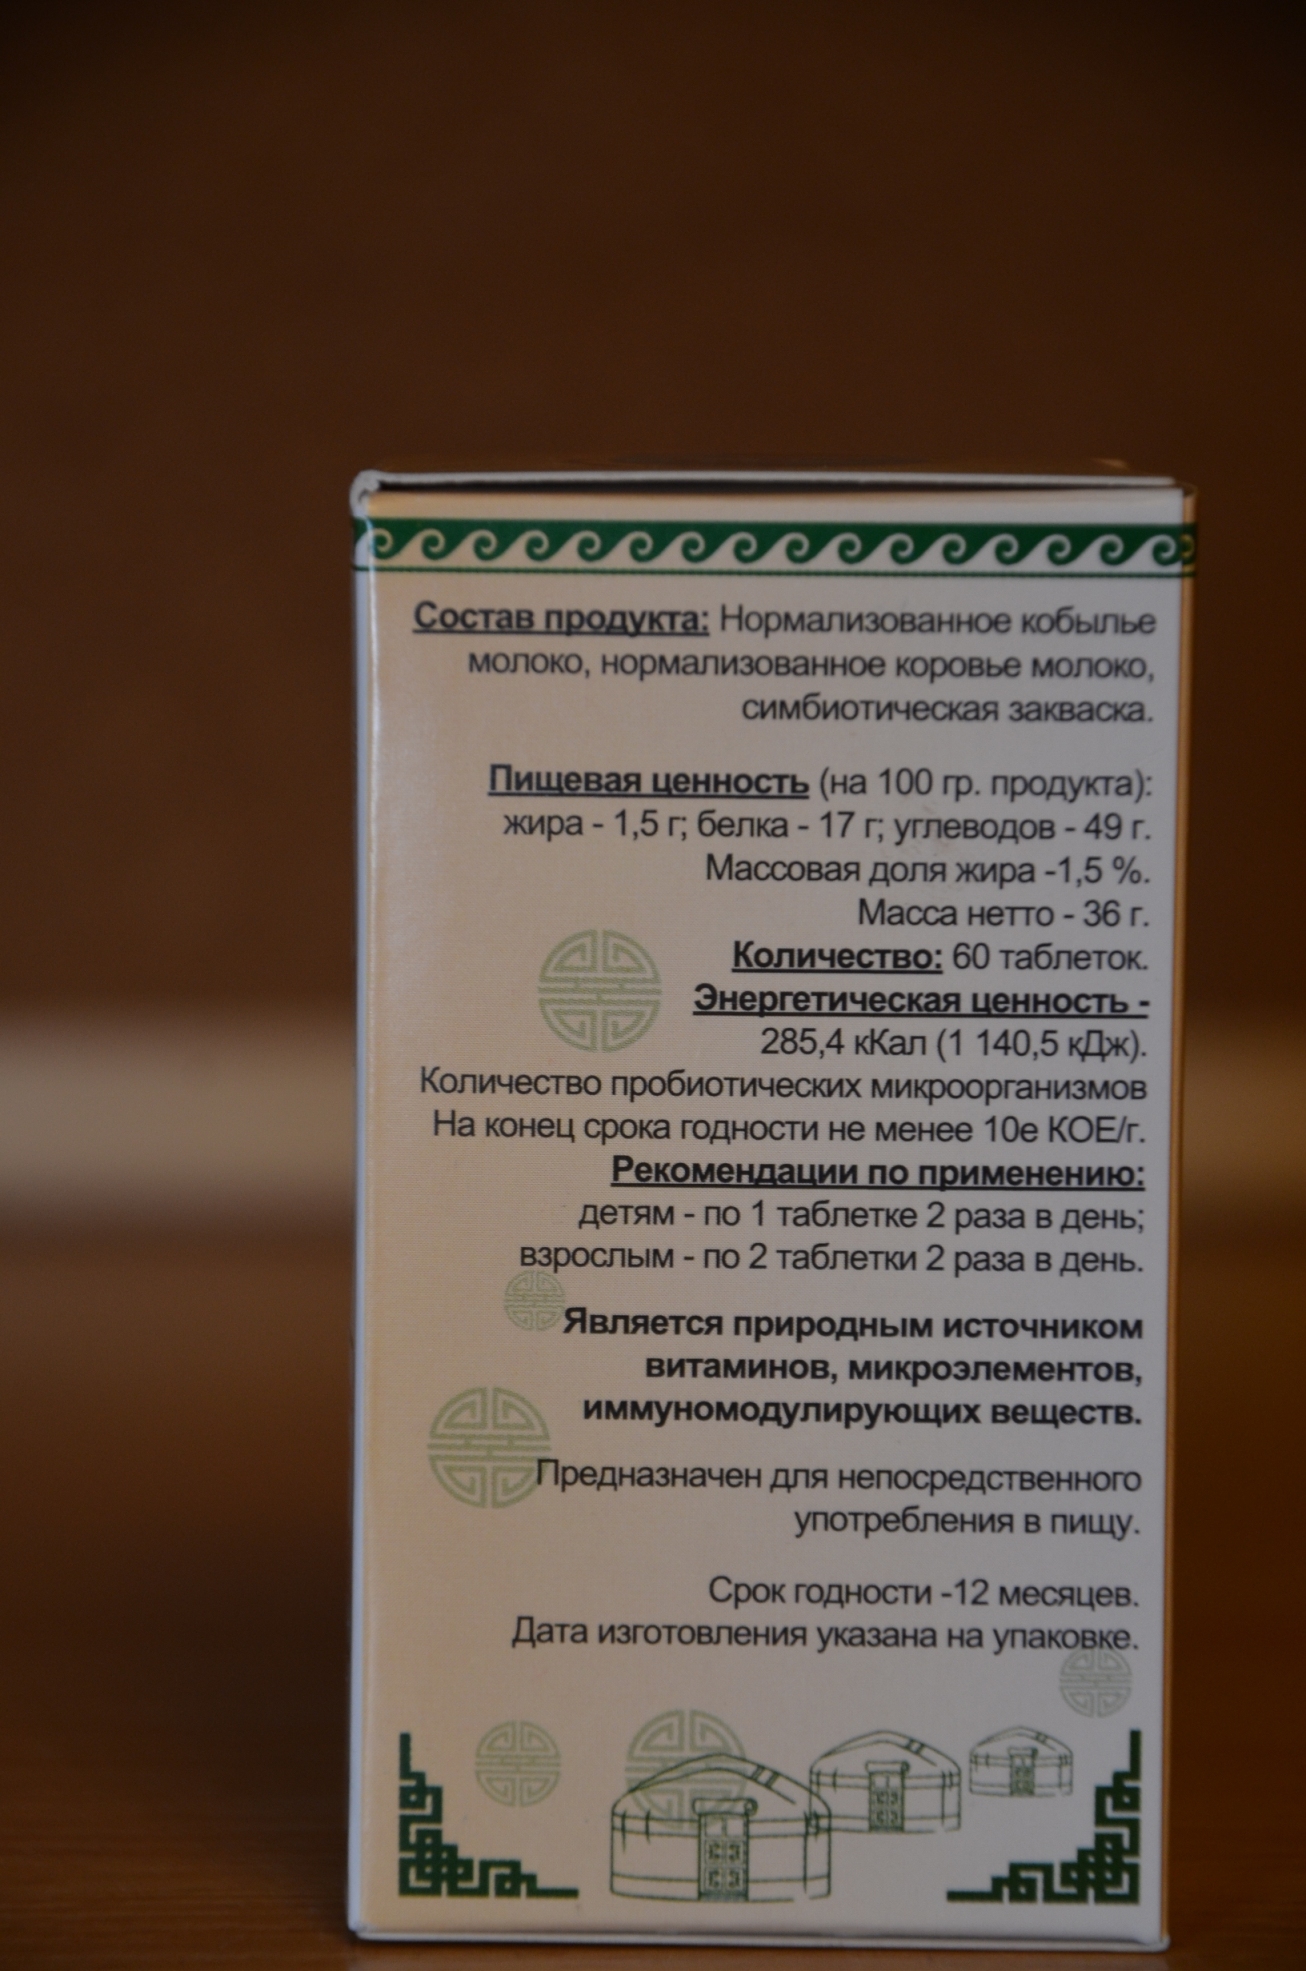 Состав продукта: Нормализованное кобылье
молоко, нормализованное коровье молоко,
симбиотическая закваска.
Пищевая ценность (на 100 гр. продукта):
жира - 1,5 г; белка - 17 г; углеводов - 49 г.
Массовая доля жира -1,5 %.
Масса нетто - 36 г.
Количество: 60 таблеток.
Энергетическая ценность -
285,4 кКал (1 140,5 кДж).
Количество пробиотических микроорганизмов
На конец срока годности не менее 10е КОЕ/г.
Рекомендации по применению:
детям - по 1 таблетке 2 раза в день;
взрослым - по 2 таблетки 2 раза в день.
Является природным источником
витаминов, микроэлементов,
иммуномодулирующих веществ.
Предназначен для непосредственного
употребления в пищу.
Срок годности -12 месяцев.
Дата изготовления указана на упаковке.